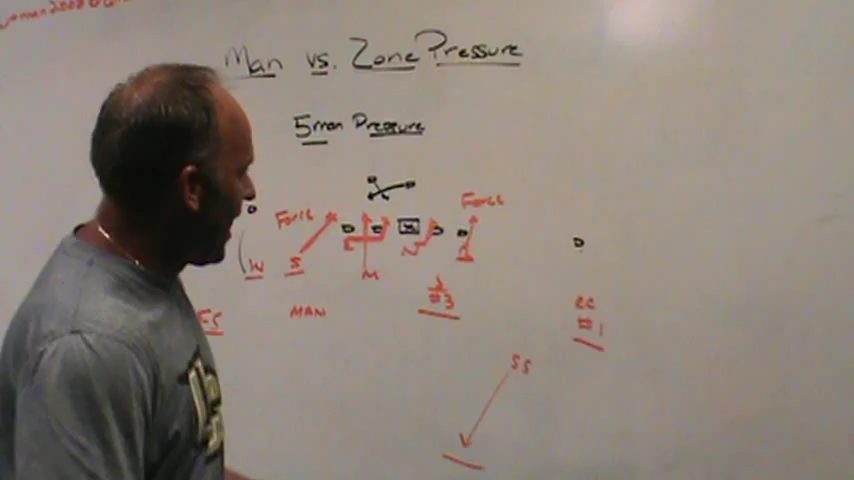 Man vs. Zone Pressure
5 man Pressure
Force Force
W S M N
#3
FS MAN
RC
#1
SS